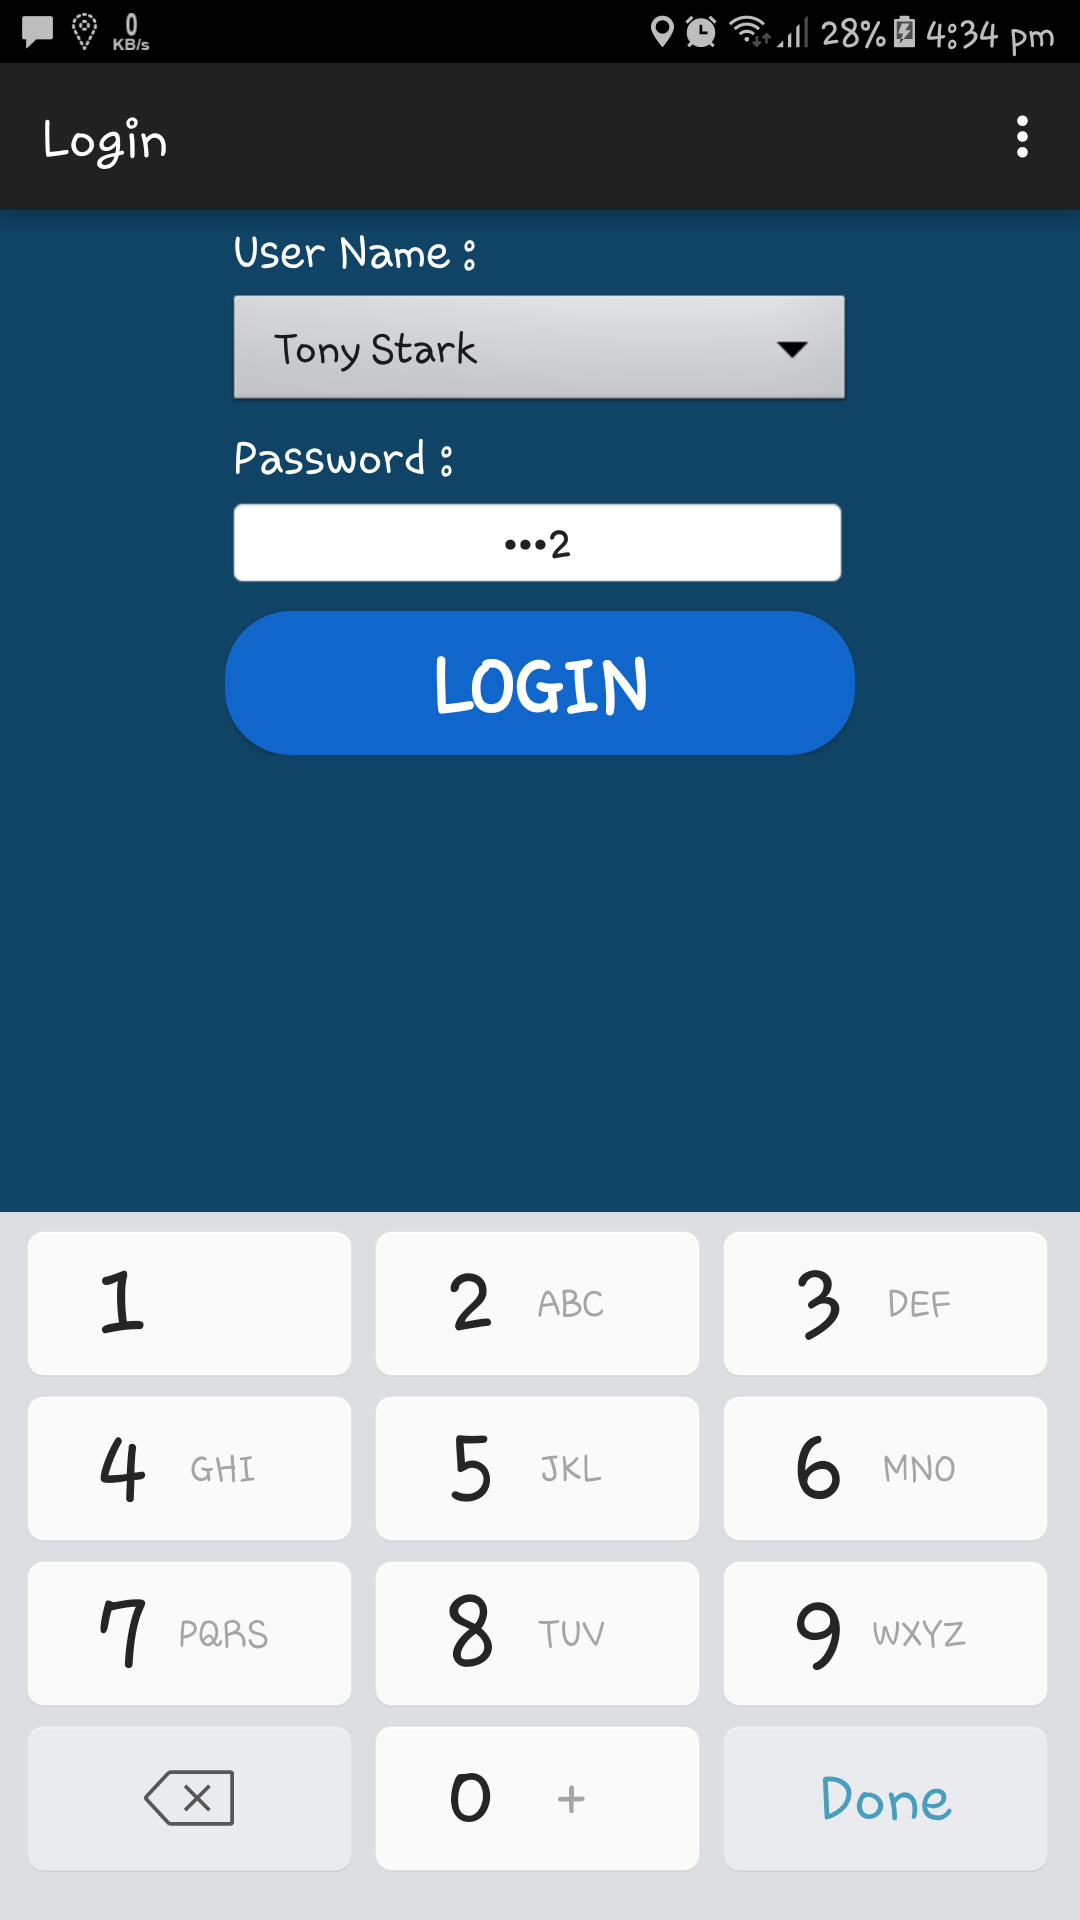 0
KB/s
28% 4:34 pm
Login
User Name :
Tony Stark
Password :
•••2
LOGIN
1
2 ABC
3 DEF
4 GHI
5 JKL
6 MNO
7 PQRS
8 TUV
9 WXYZ
0 +
Done